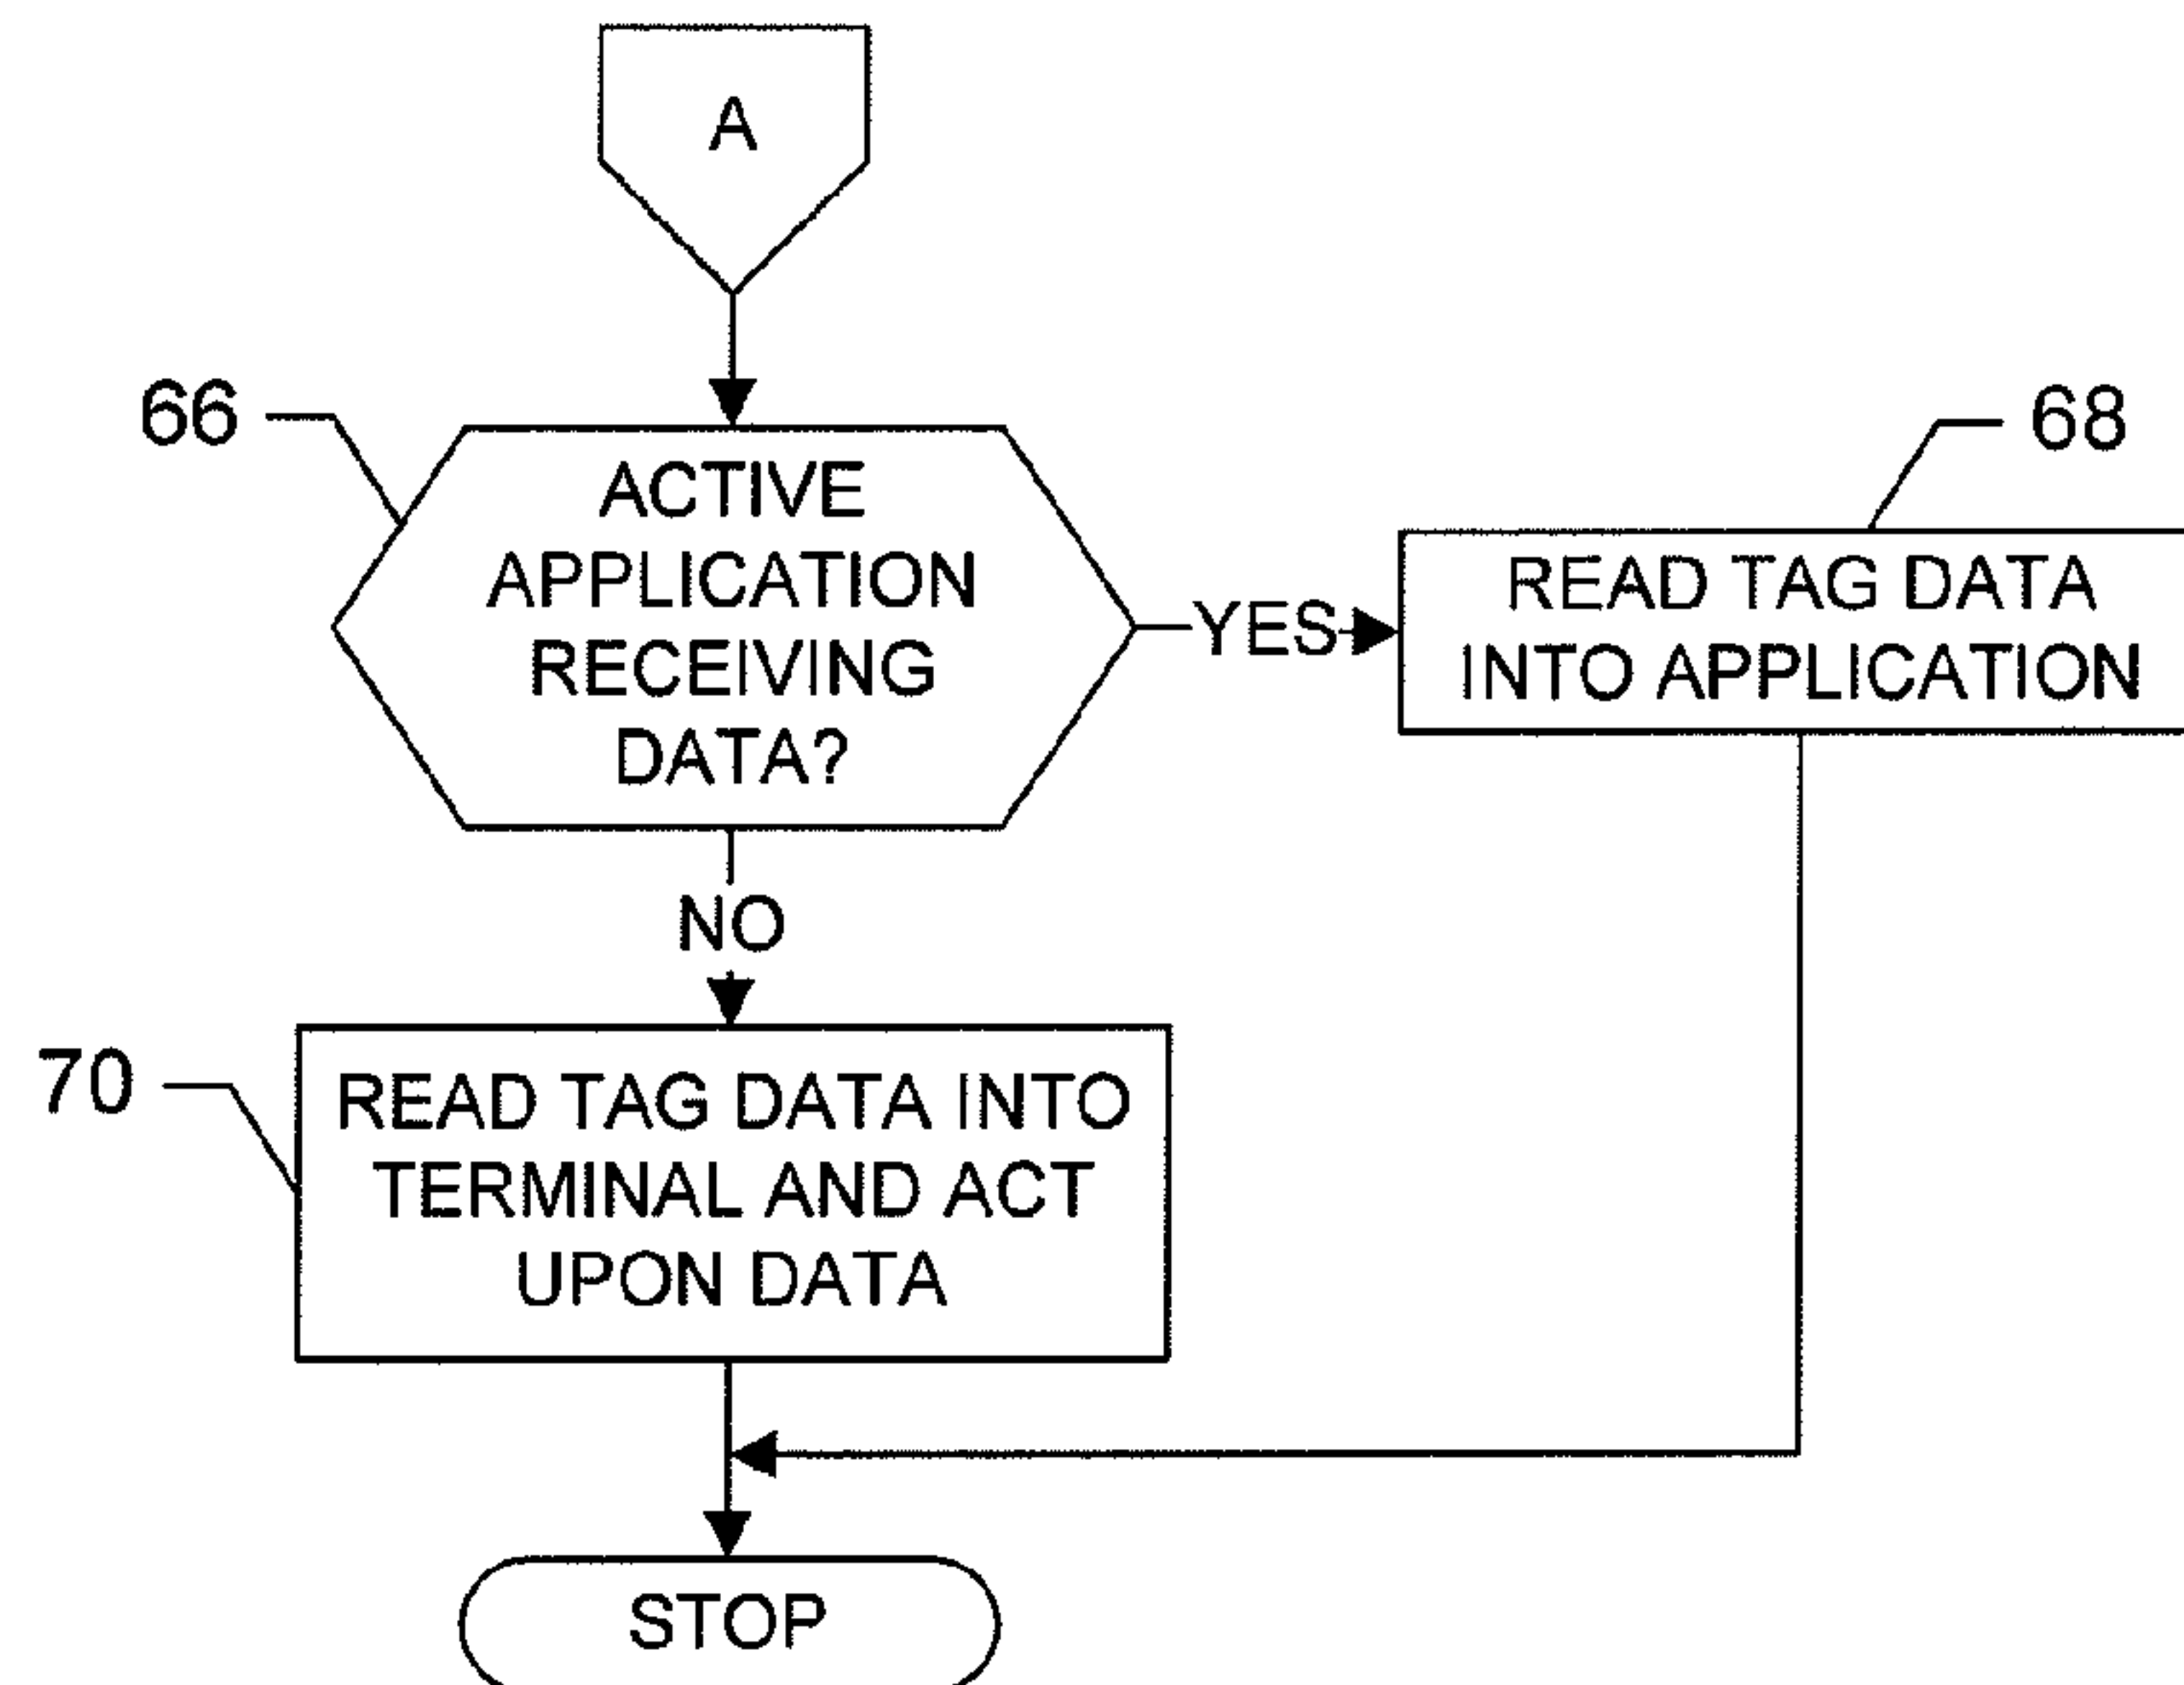 A
66
ACTIVE
APPLICATION
RECEIVING
DATA?
YES
68
READ TAG DATA
INTO APPLICATION
NO
70
READ TAG DATA INTO
TERMINAL AND ACT
UPON DATA
STOP